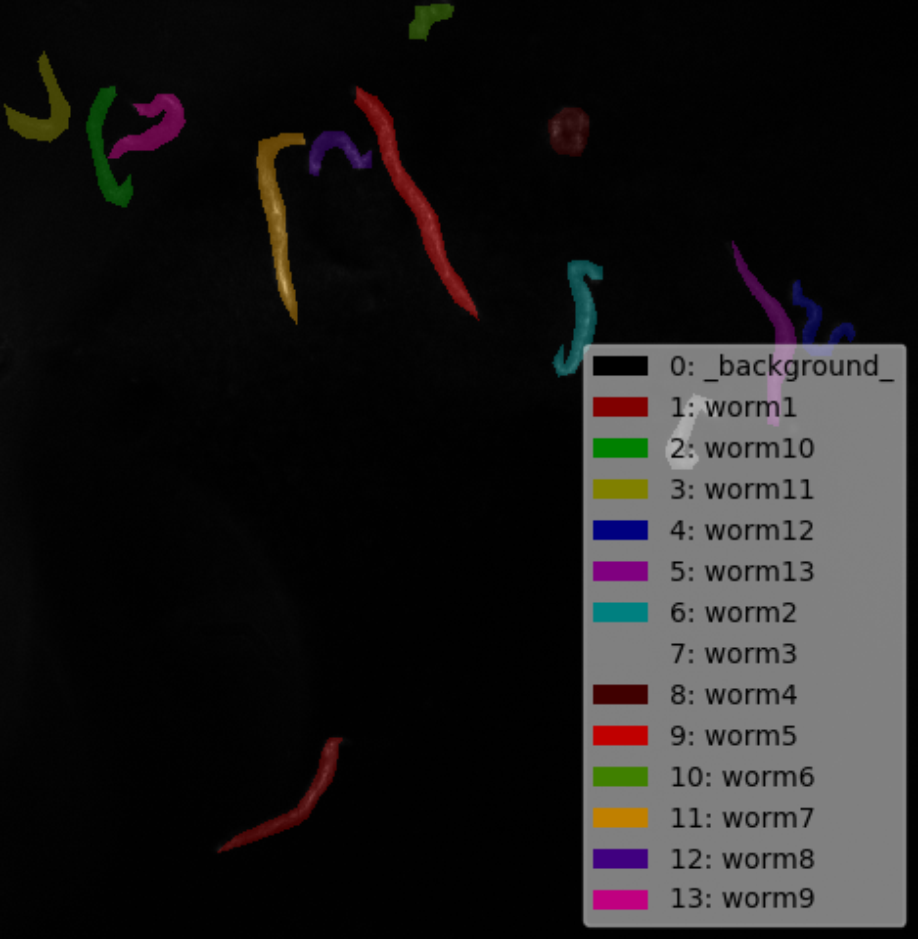 0: _background_
1: worm1
2: worm10
3: worm11
4: worm12
5: worm13
6: worm2
7: worm3
8: worm4
9: worm5
10: worm6
11: worm7
12: worm8
13: worm9